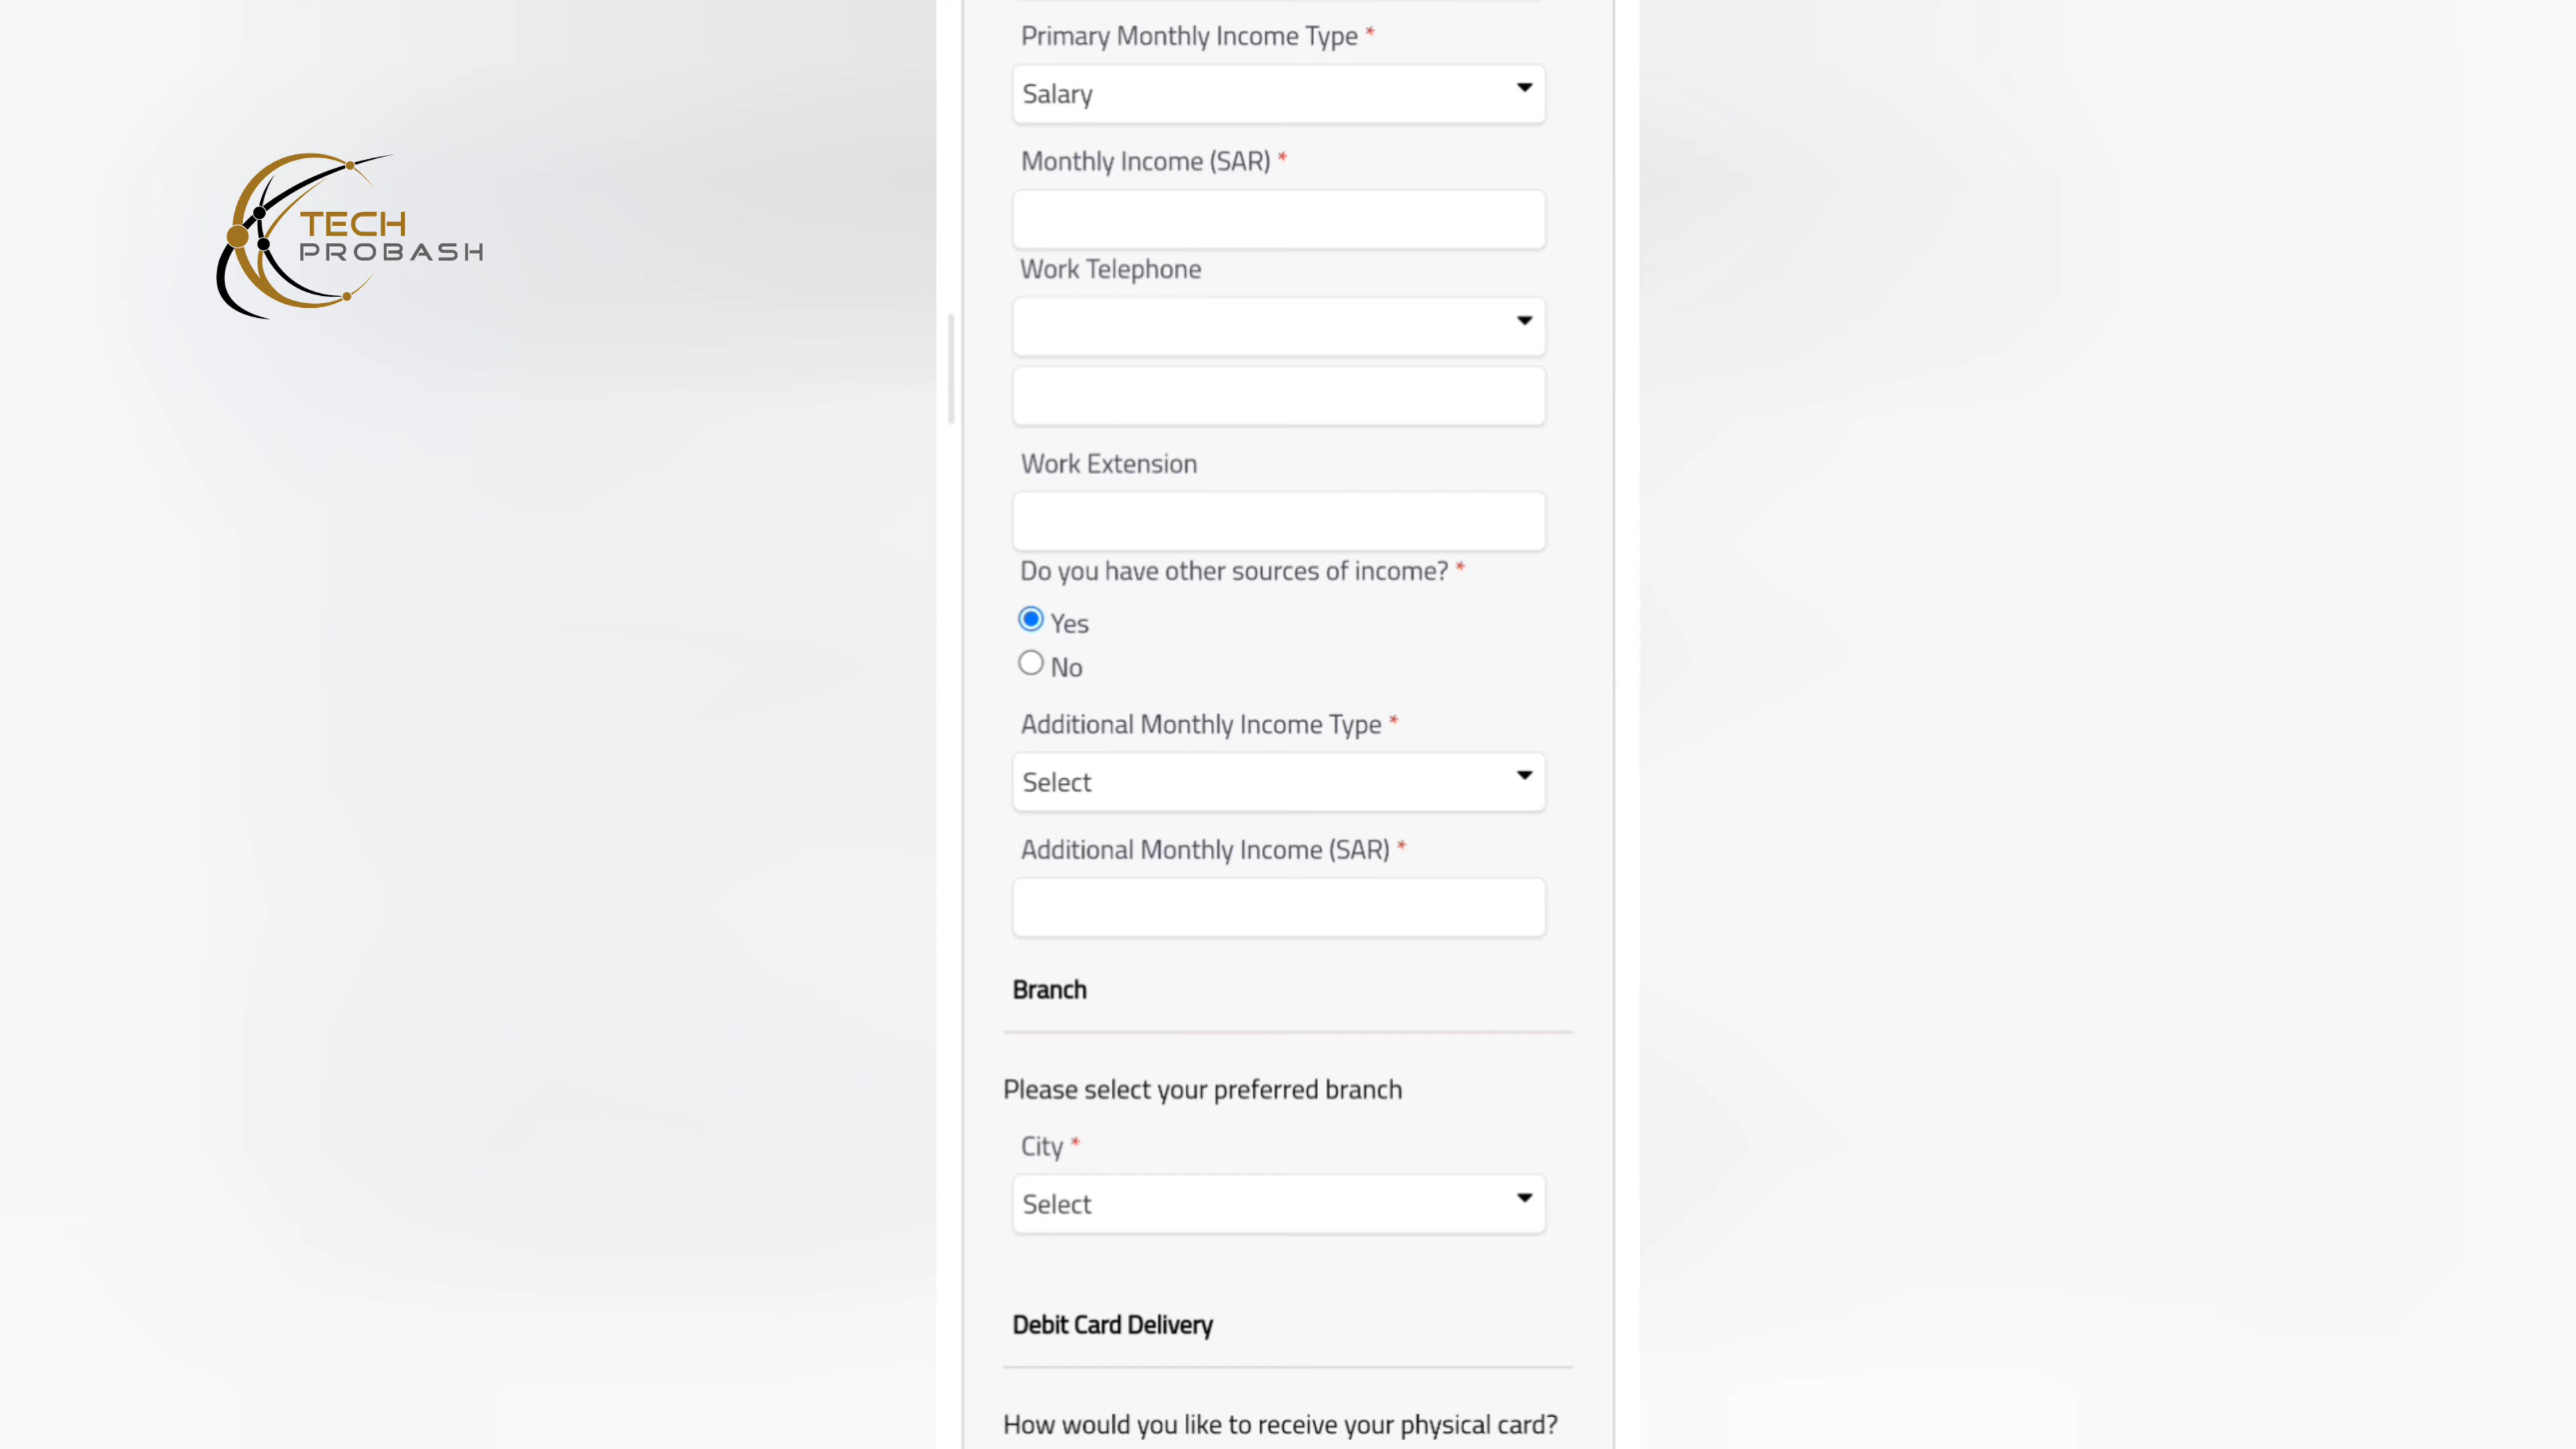 Primary Monthly Income Type *
Salary
Monthly Income (SAR) *
TECH
PROBASH
Work Telephone
Work Extension
Do you have other sources of income? *
Yes
No
Additional Monthly Income Type *
Select
Additional Monthly Income (SAR) *
Branch
Please select your preferred branch
City *
Select
Debit Card Delivery
How would you like to receive your physical card?